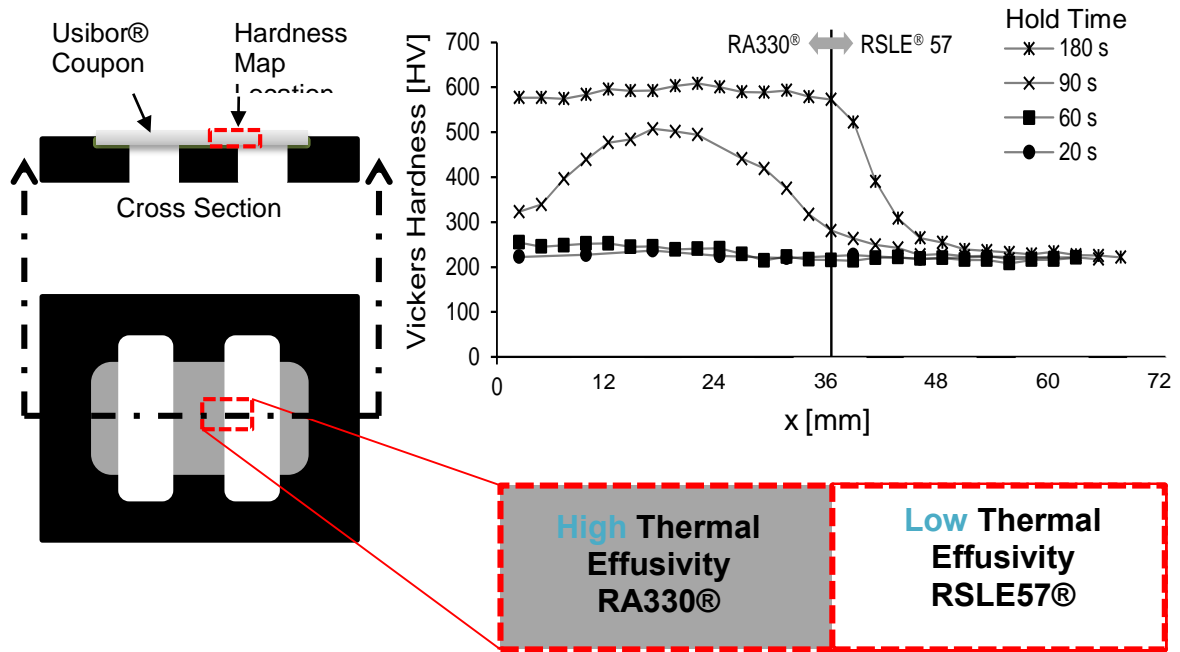 Usibor®
Coupon
Hardness
Map
Location
Cross Section
Vickers Hardness [HV]
700
600
500
400
300
200
100
0
RA330®
RSLE® 57
Hold Time
180 s
90 s
60 s
20 s
0
12
24
36
48
60
72
x [mm]
High Thermal
Effusivity
RA330®
Low Thermal
Effusivity
RSLE57®